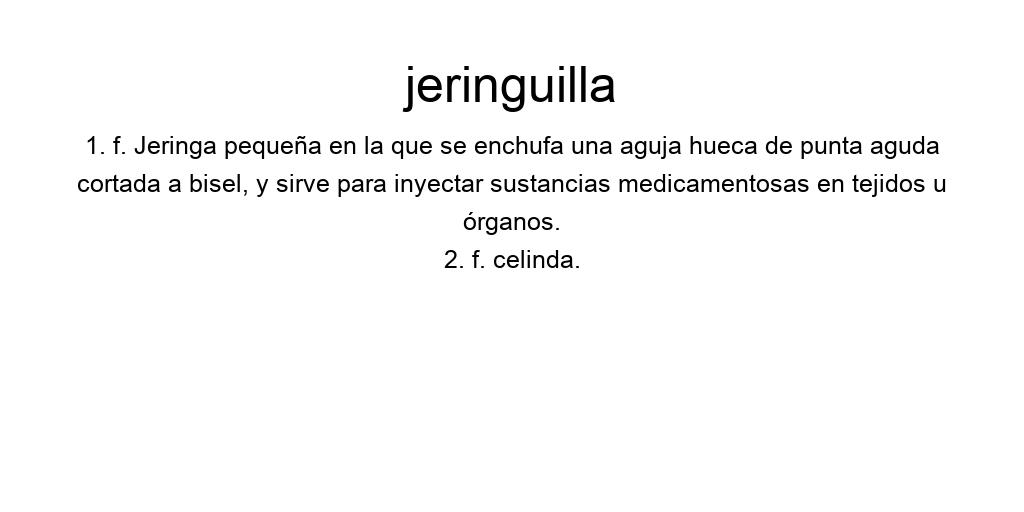 jeringuilla
1. f. Jeringa pequeña en la que se enchufa una aguja hueca de punta aguda
cortada a bisel, y sirve para inyectar sustancias medicamentosas en tejidos u
órganos.
2. f. celinda.